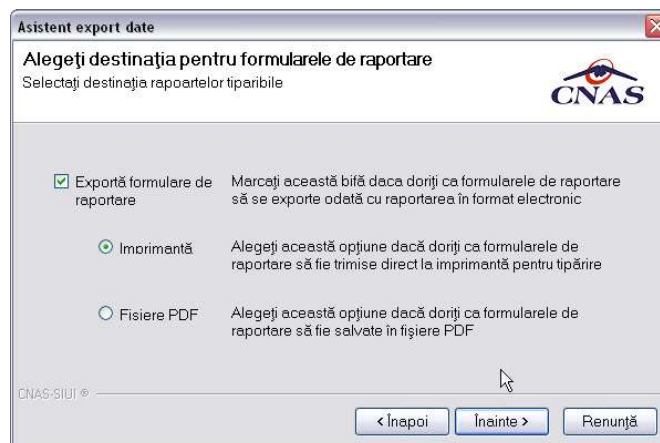 Asistent export date
Alegeţi destinaţia pentru formularele de raportare
Selectaţi destinaţia rapoartelor tiparibile
CNAS
Exportă formulare de
raportare
Marcaţi această bifă daca doriţi ca formularele de raportare
să se exporte odată cu raportarea în format electronic
Imprimantă
Alegeţi această opţiune dacă doriţi ca formularele de
raportare să fie trimise direct la imprimantă pentru tipărire
Fisiere PDF
Alegeţi această opţiune dacă doriţi ca formularele de
raportare să fie salvate în fişiere PDF
CNAS-SIUI ®
< Înapoi
Înainte >
Renunţă